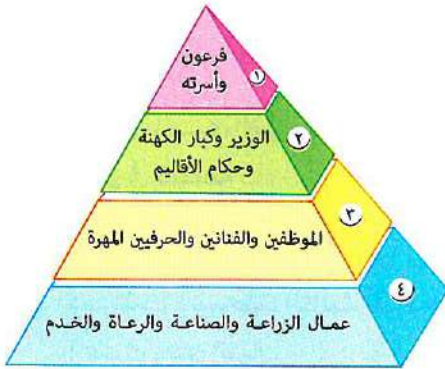 فرعون
وأسرته
١
الوزير وكبار الكهنة
وحكام الأقاليم
٢
الموظفين والفنانين والحرفيين المهرة
٣
عمال الزراعة والصناعة والرعاة والخدم
٤